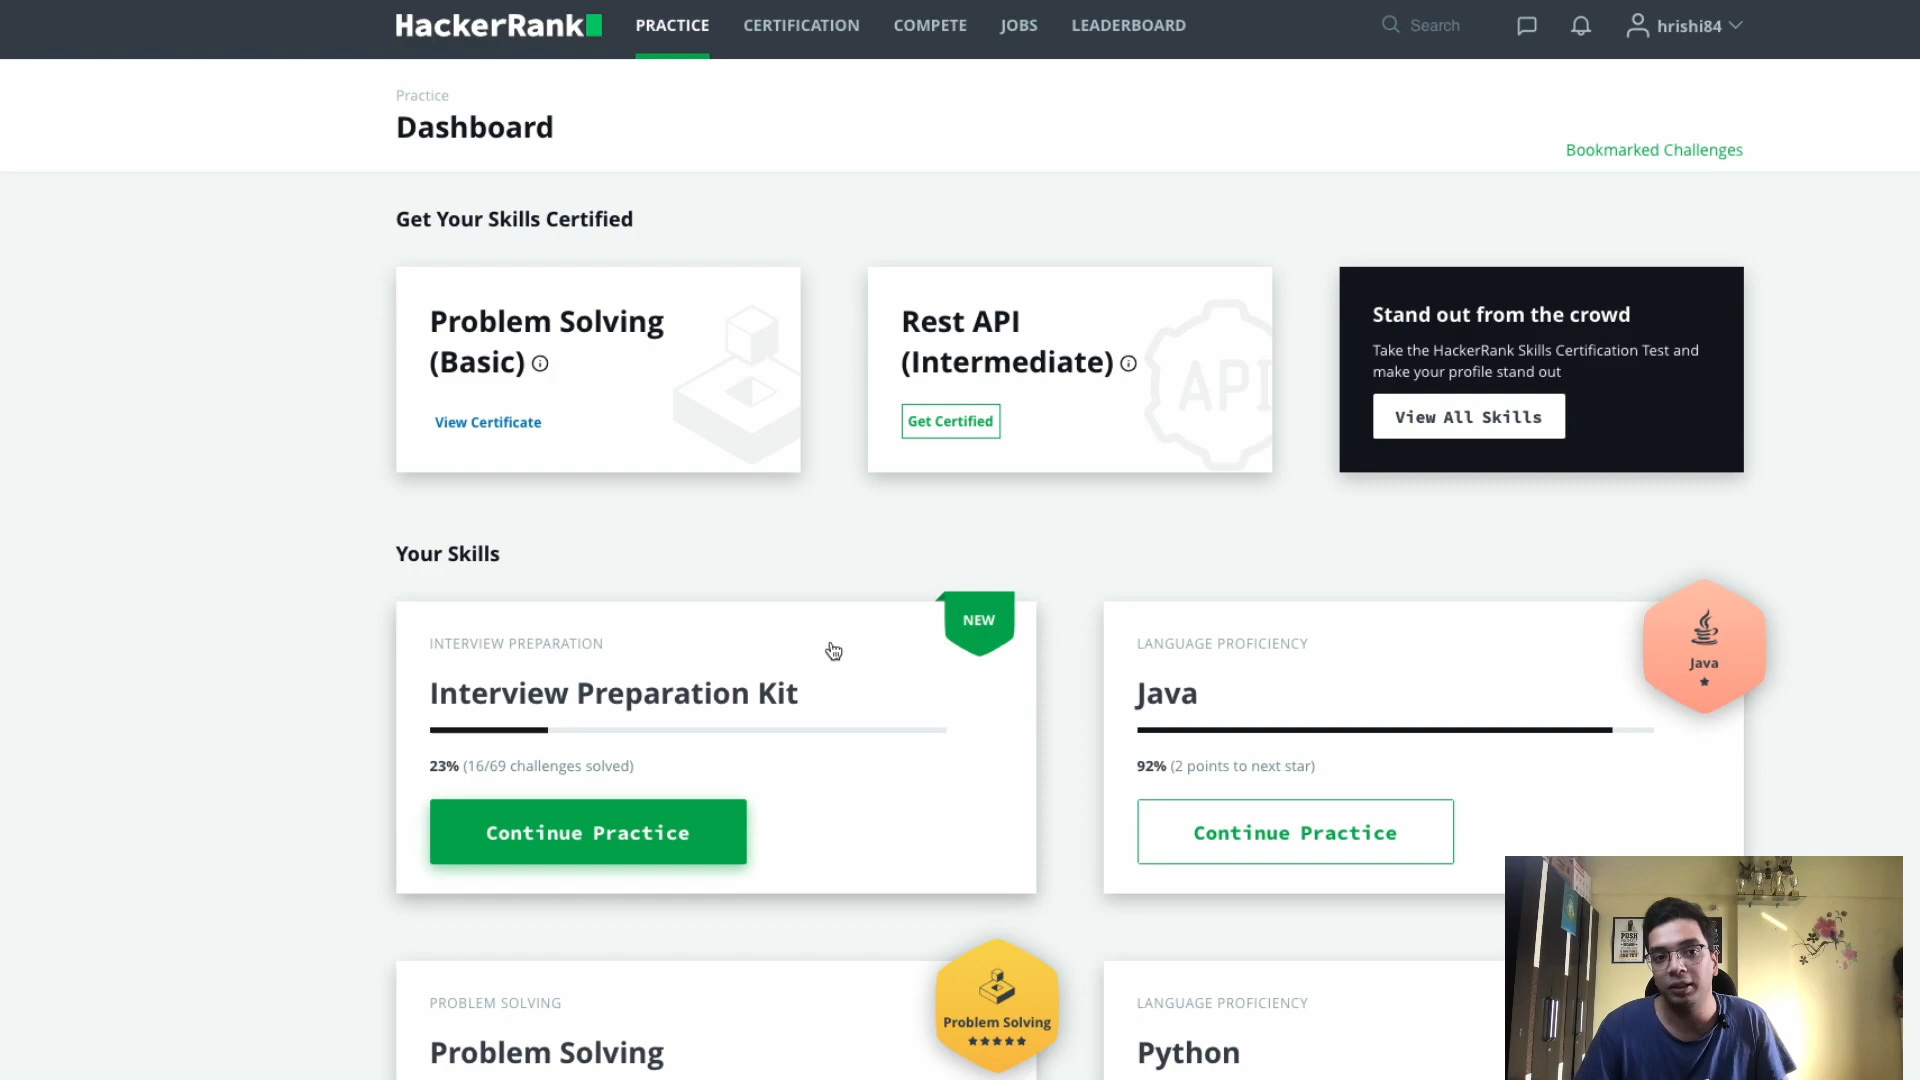 HackerRank
PRACTICE
CERTIFICATION
COMPETE
JOBS
LEADERBOARD
Search
hrishi84
Practice
Dashboard
Bookmarked Challenges
Get Your Skills Certified
Problem Solving
(Basic)
View Certificate
Rest API
(Intermediate)
Get Certified
API
Stand out from the crowd
Take the HackerRank Skills Certification Test and
make your profile stand out
View All Skills
Your Skills
INTERVIEW PREPARATION
NEW
Interview Preparation Kit
23% (16/69 challenges solved)
Continue Practice
LANGUAGE PROFICIENCY
Java
Java
92% (2 points to next star)
Continue Practice
PROBLEM SOLVING
Problem Solving
Problem Solving
LANGUAGE PROFICIENCY
Python
PUSH